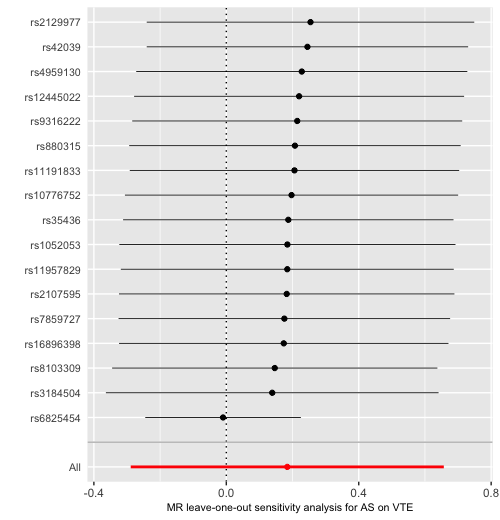 rs2129977
rs42039
rs4959130
rs12445022
rs9316222
rs880315
rs11191833
rs10776752
rs35436
rs1052053
rs11957829
rs2107595
rs7859727
rs16896398
rs8103309
rs3184504
rs6825454
All
-0.4 0.0 0.4 0.8
MR leave-one-out sensitivity analysis for AS on VTE